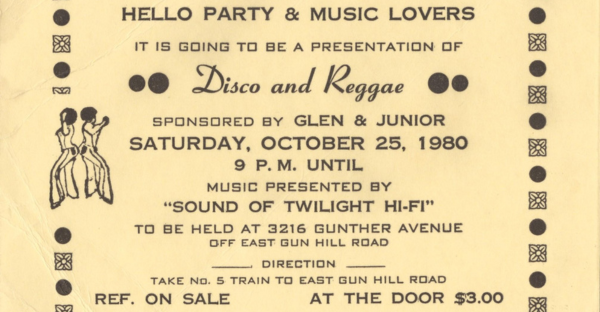 HELLO PARTY & MUSIC LOVERS
IT IS GOING TO BE A PRESENTATION OF
Disco and Reggae
SPONSORED BY GLEN & JUNIOR
SATURDAY, OCTOBER 25, 1980
9 P. M. UNTIL
MUSIC PRESENTED BY
“SOUND OF TWILIGHT HI-FI”
TO BE HELD AT 3216 GUNTHER AVENUE
OFF EAST GUN HILL ROAD
DIRECTION
TAKE No. 5 TRAIN TO EAST GUN HILL ROAD
REF. ON SALE AT THE DOOR $3.00